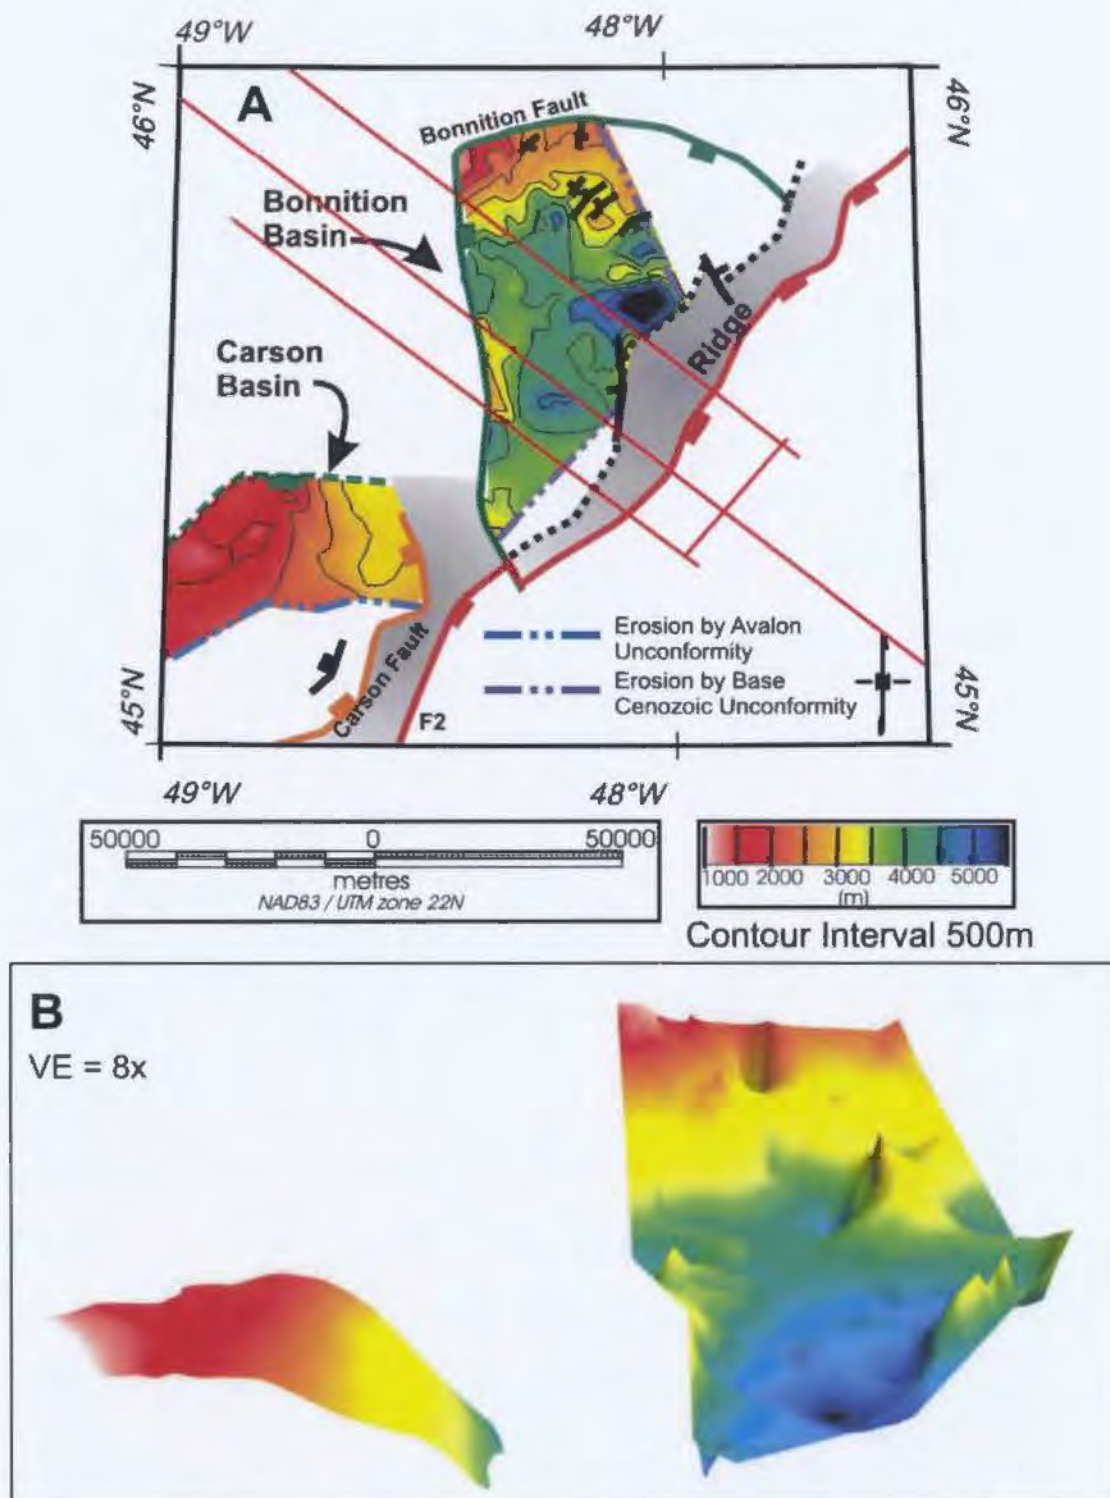 49°W
48°W
46°N
A
Bonnition Fault
46°N
Bonnition
Basin
Ridge
Carson
Basin
Carson Fault
F2
Erosion by Avalon
Unconformity
Erosion by Base
Cenozoic Unconformity
45°N
45°N
49°W
48°W
50000 0 50000
metres
NAD83 / UTM zone 22N
1000 2000 3000 4000 5000
(m)
Contour Interval 500m
B
VE = 8x